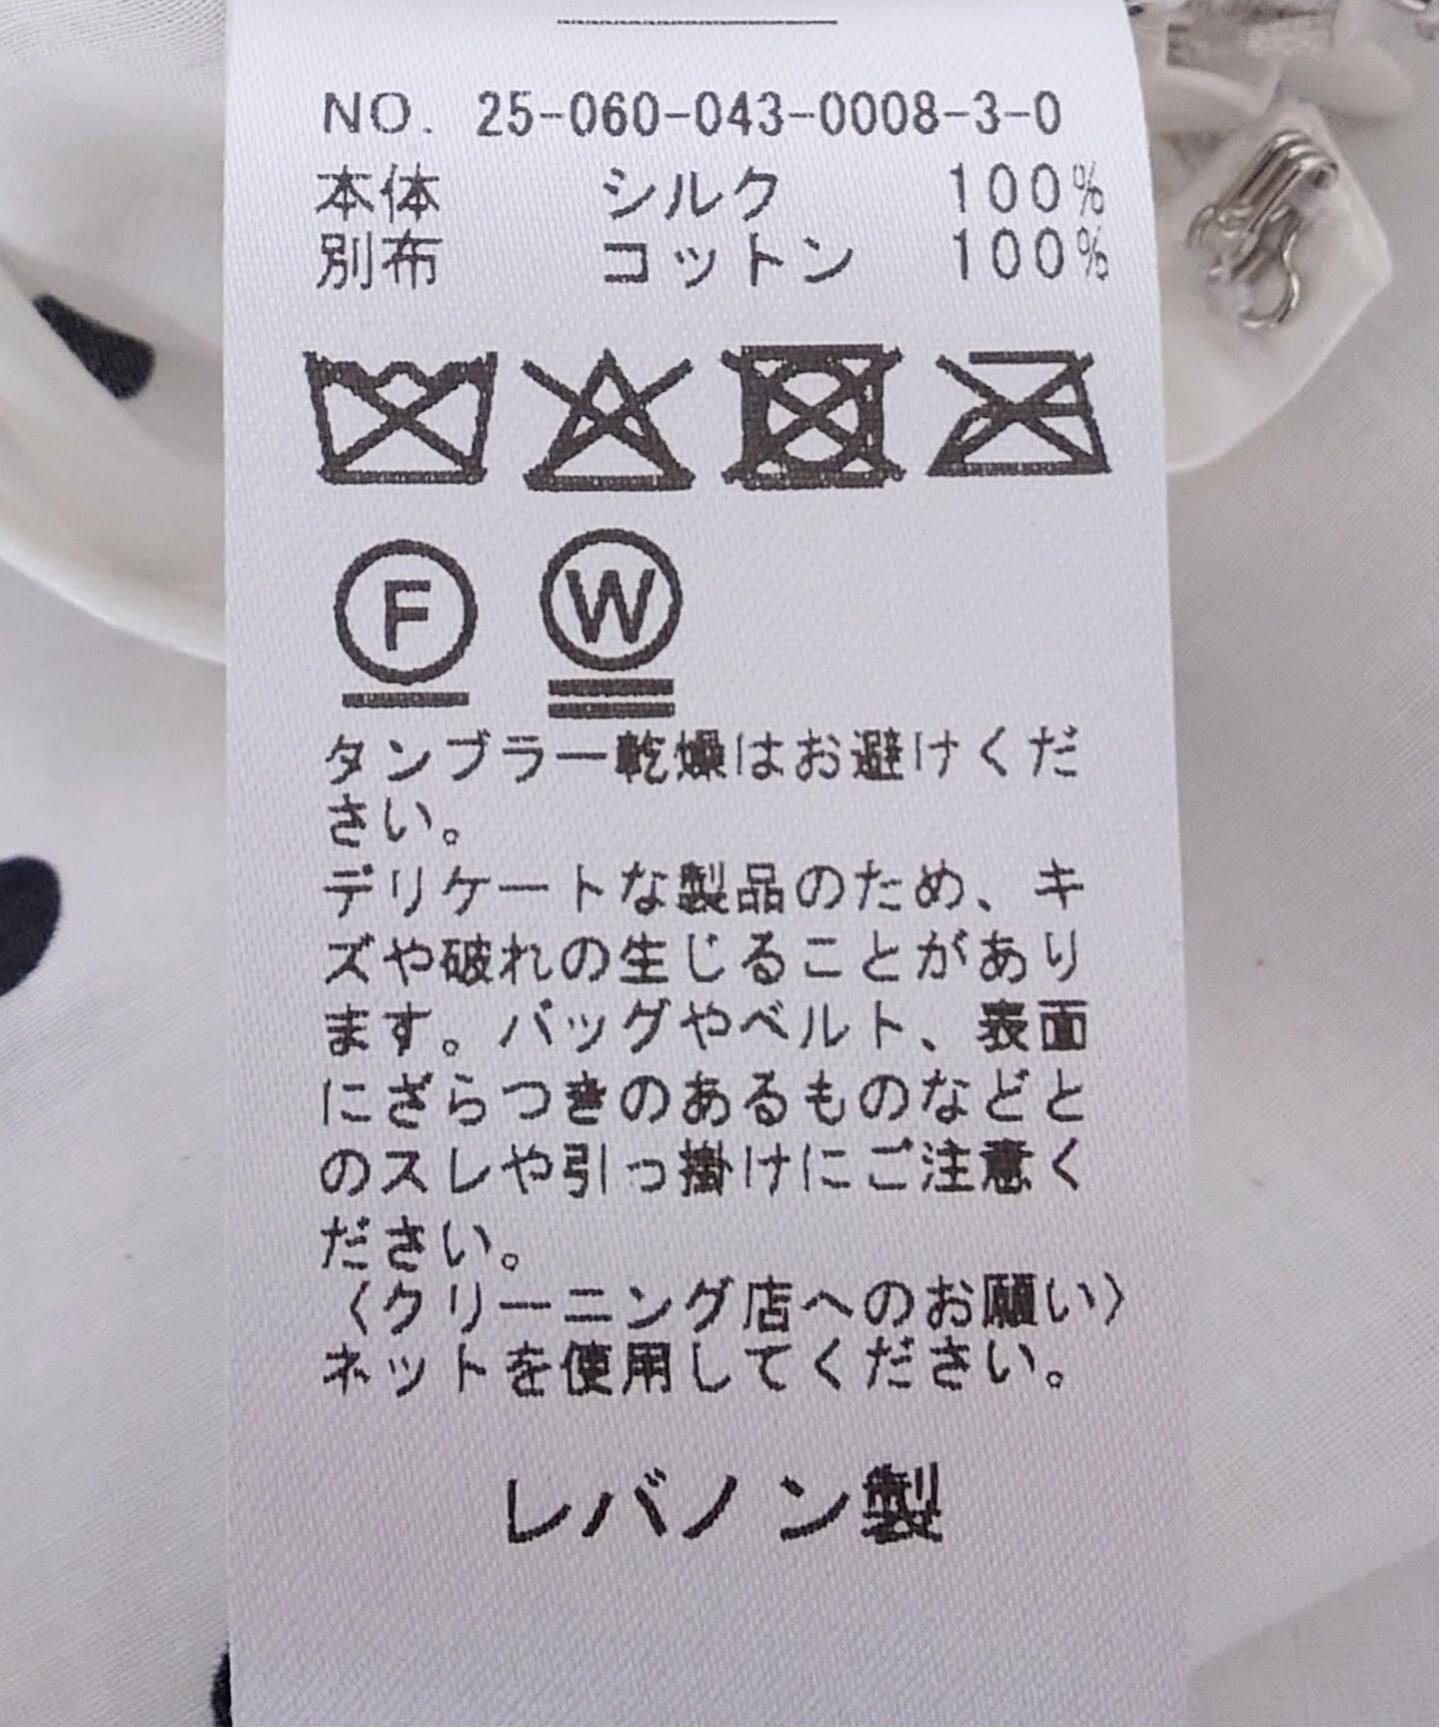 NO. 25-060-043-0008-3-0
本体 シルク 100%
別布 コットン 100%
F W
タンブラー乾燥はお避けくだ
さい。
デリケートな製品のため、キ
ズや破れの生じることがあり
ます。バッグやベルト、表面
にざらつきのあるものなどと
のスレや引っ掛けにご注意く
ださい。
〈クリーニング店へのお願い〉
ネットを使用してください。
レバノン製